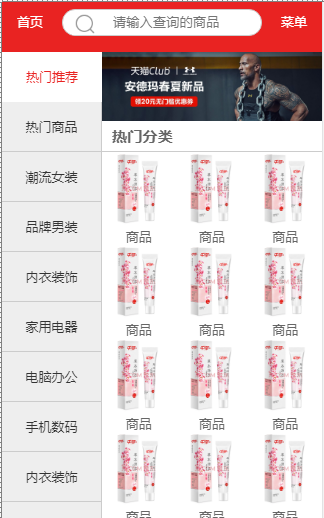 首页 请输入查询的商品 菜单
热门推荐
热门商品
潮流女装
品牌男装
内衣装饰
家用电器
电脑办公
手机数码
内衣装饰
天猫Club
安德玛春夏新品
领20元无门槛优惠券
热门分类
商品 商品 商品
商品 商品 商品
商品 商品 商品
商品 商品 商品